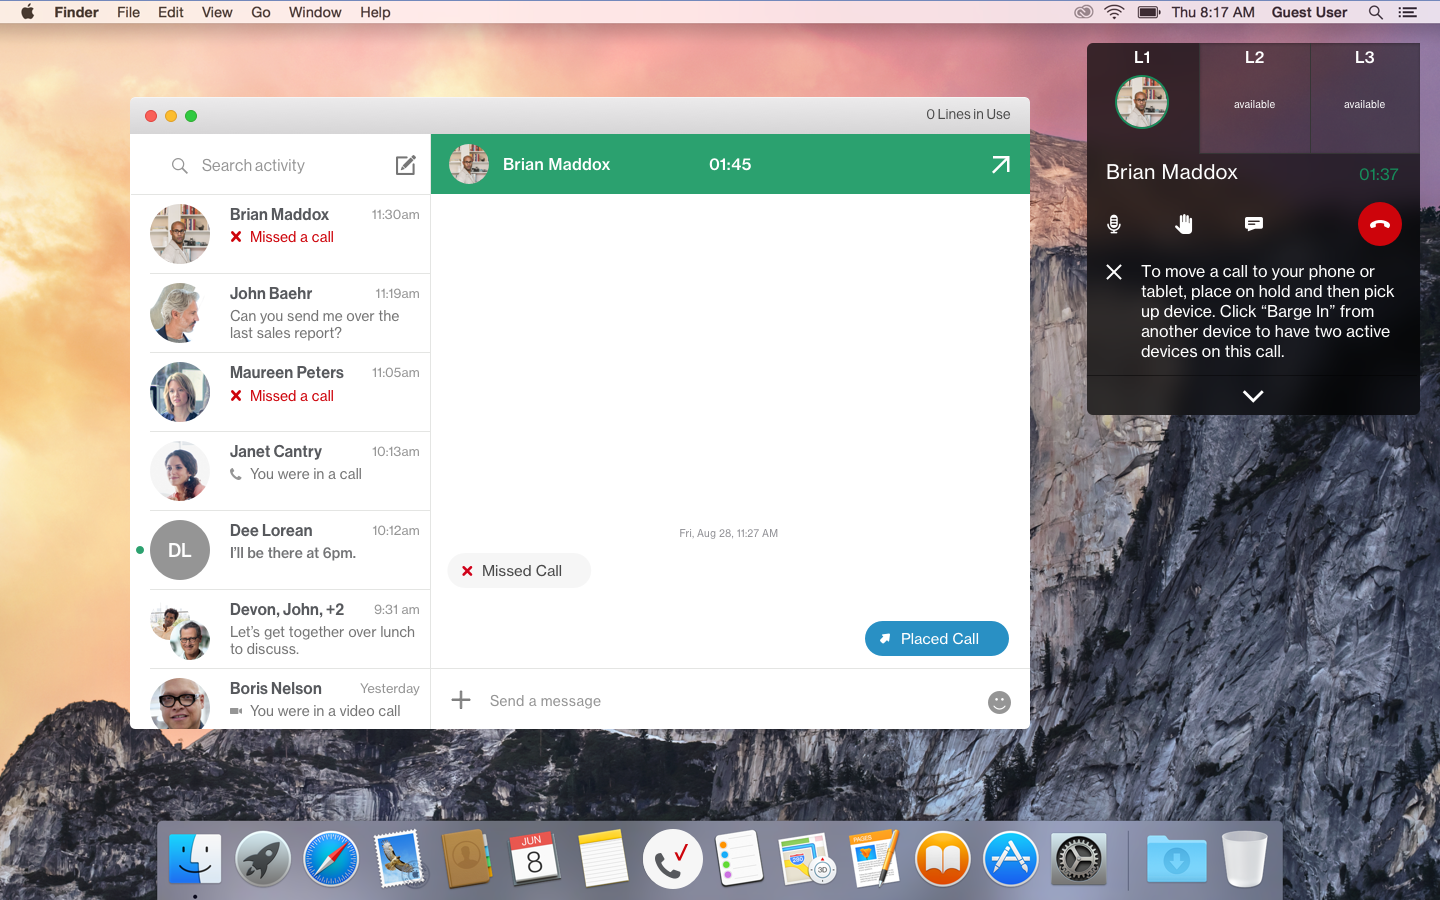 Finder File Edit View Go Window Help
Thu 8:17 AM Guest User
0 Lines in Use
Search activity
Brian Maddox 11:30am
Missed a call
John Baehr 11:19am
Can you send me over the
last sales report?
Maureen Peters 11:05am
Missed a call
Janet Cantry 10:13am
You were in a call
DL
Dee Lorean 10:12am
I'll be there at 6pm.
Devon, John, +2 9:31 am
Let's get together over lunch
to discuss.
Boris Nelson Yesterday
You were in a video call
Brian Maddox 01:45
Fri, Aug 28, 11:27 AM
Missed Call
Placed Call
Send a message
L1 L2 L3
available available
Brian Maddox 01:37
To move a call to your phone or
tablet, place on hold and then pick
up device. Click “Barge In” from
another device to have two active
devices on this call.
JUN
8
280
3D
PAGES